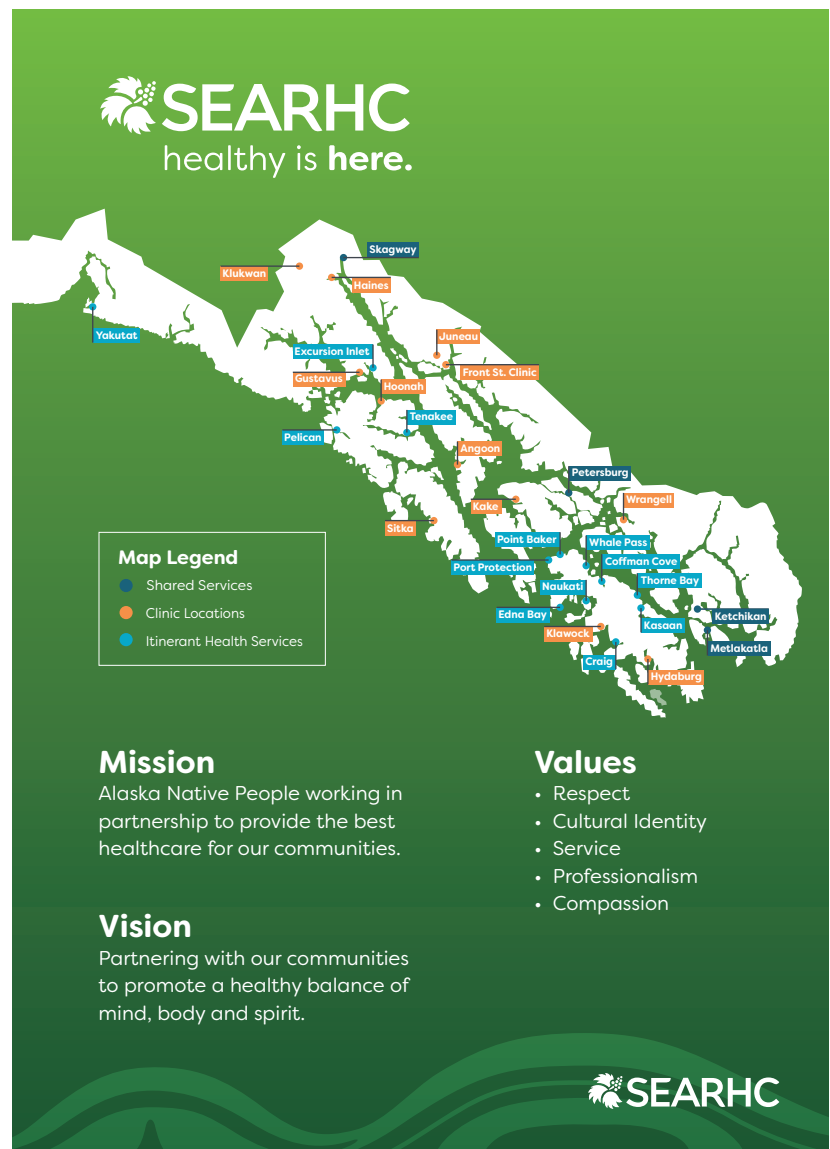 SEARHC
healthy is here.
Skagway
Klukwan
Haines
Yakutat
Juneau
Excursion Inlet
Front St. Clinic
Gustavus
Hoonah
Tenakee
Pelican
Angoon
Petersburg
Wrangell
Kake
Sitka
Point Baker
Whale Pass
Coffman Cove
Port Protection
Thorne Bay
Naukati
Edna Bay
Ketchikan
Kasaan
Klawock
Metlakatla
Craig
Hydaburg
Map Legend
Shared Services
Clinic Locations
Itinerant Health Services
Mission
Alaska Native People working in
partnership to provide the best
healthcare for our communities.
Vision
Partnering with our communities
to promote a healthy balance of
mind, body and spirit.
Values
• Respect
• Cultural Identity
• Service
• Professionalism
• Compassion
SEARHC